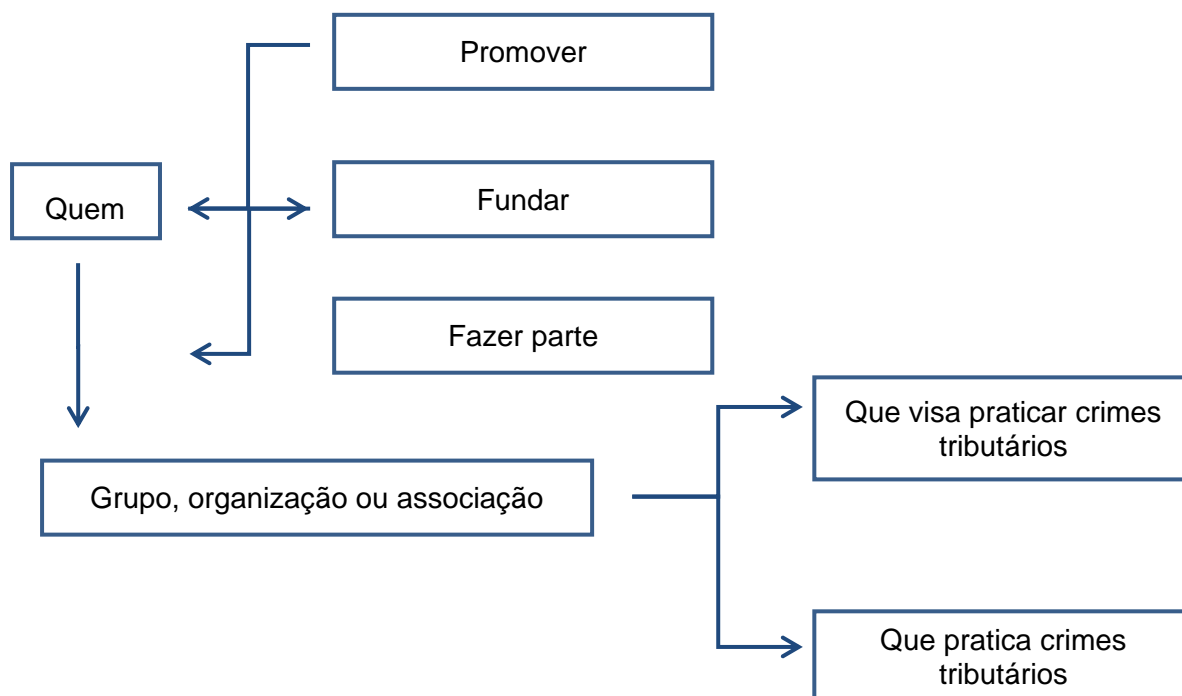 Promover
Quem
Fundar
Fazer parte
Grupo, organização ou associação
Que visa praticar crimes
tributários
Que pratica crimes
tributários